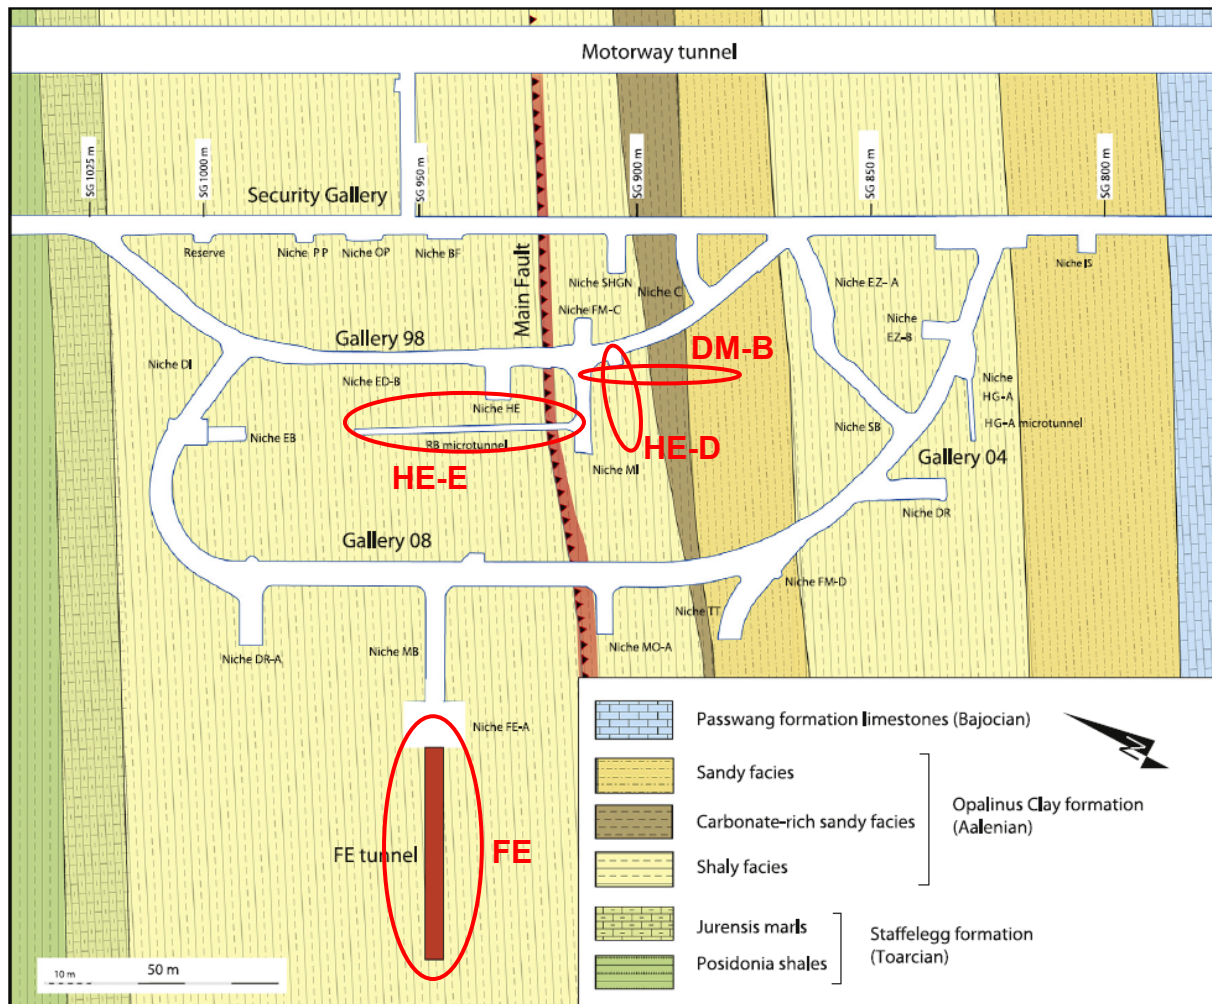 Motorway tunnel
SG 1025 m
SG 1000 m
SG 950 m
SG 900 m
SG 850 m
SG 800 m
Security Gallery
Reserve
Niche PP
Niche OP
Niche BF
Main Fault
Niche SHGN
Niche C
Niche EZ-A
Niche IS
Niche FM-C
Niche
EZ-B
Gallery 98
DM-B
Niche DI
Niche ED-B
Niche HE
Niche
HG-A
HG-A microtunnel
Niche EB
RB microtunnel
HE-D
Niche SB
HE-E
Niche MI
Gallery 04
Niche DR
Gallery 08
Niche FM-D
Niche TT
Niche DR-A
Niche MB
Niche MO-A
Niche FE-A
FE tunnel
FE
Passwang formation limestones (Bajocian)
N
Sandy facies
Carbonate-rich sandy facies
Shaly facies
Opalinus Clay formation
(Aalenian)
Jurensis marls
Posidonia shales
Staffelegg formation
(Toarcian)
10 m
50 m